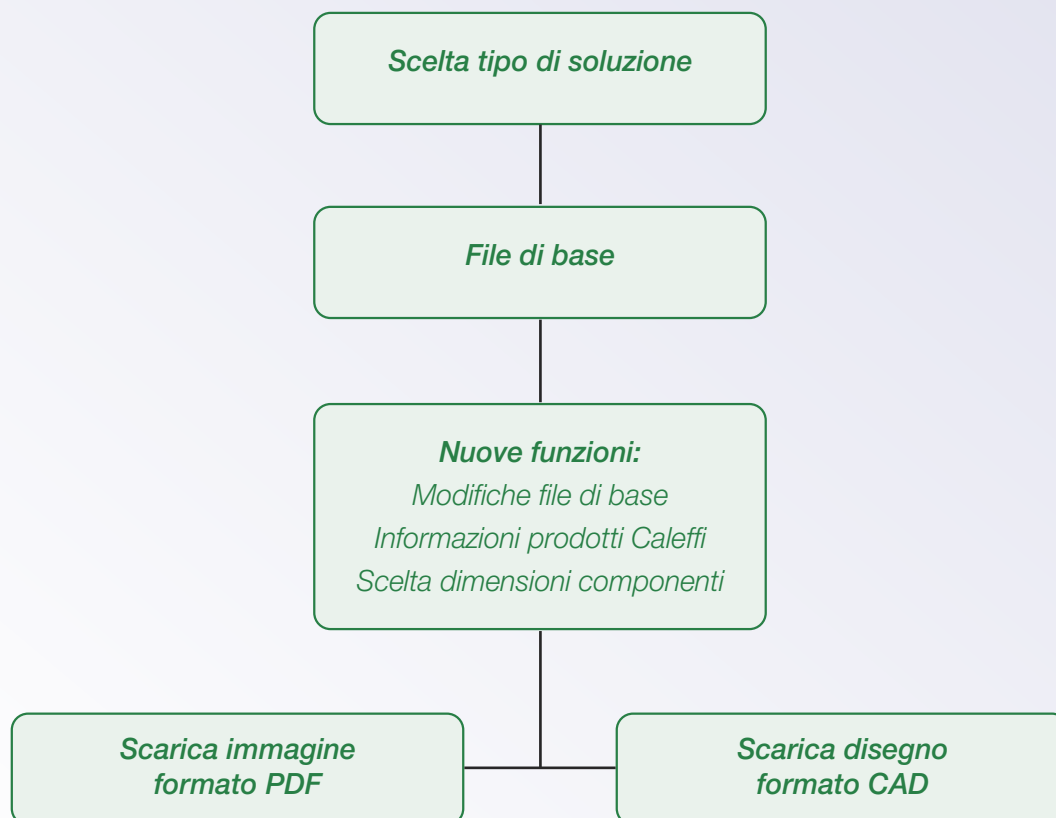 Scelta tipo di soluzione
File di base
Nuove funzioni:
Modifiche file di base
Informazioni prodotti Caleffi
Scelta dimensioni componenti
Scarica immagine
formato PDF
Scarica disegno
formato CAD